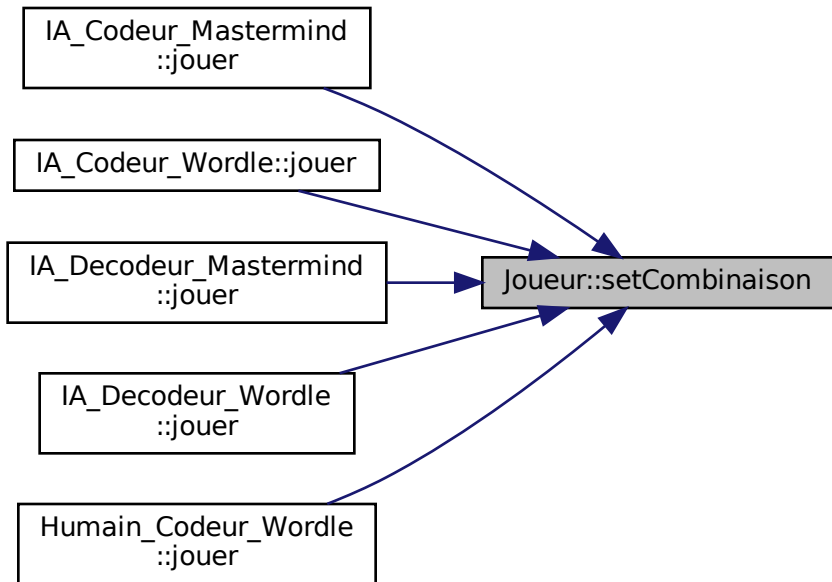 IA_Codeur_Mastermind
::jouer
IA_Codeur_Wordle::jouer
IA_Decodeur_Mastermind
::jouer
Joueur::setCombinaison
IA_Decodeur_Wordle
::jouer
Humain_Codeur_Wordle
::jouer